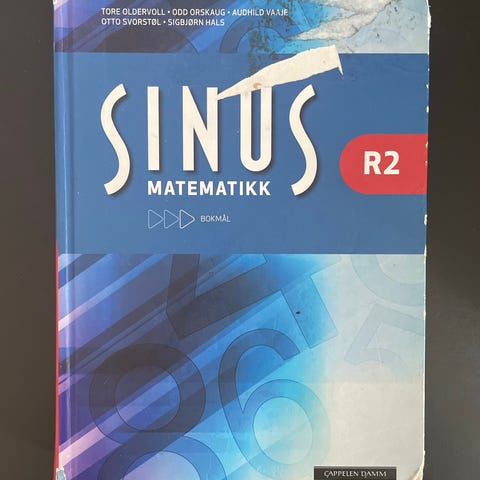 TORE OLDERVOLL • ODD ORSKAUG • AUDHILD VAAJE
OTTO SVORSTØL • SIGBJØRN HALS
SINUS
R2
MATEMATIKK
BOKMÅL
CAPPELEN DAMM